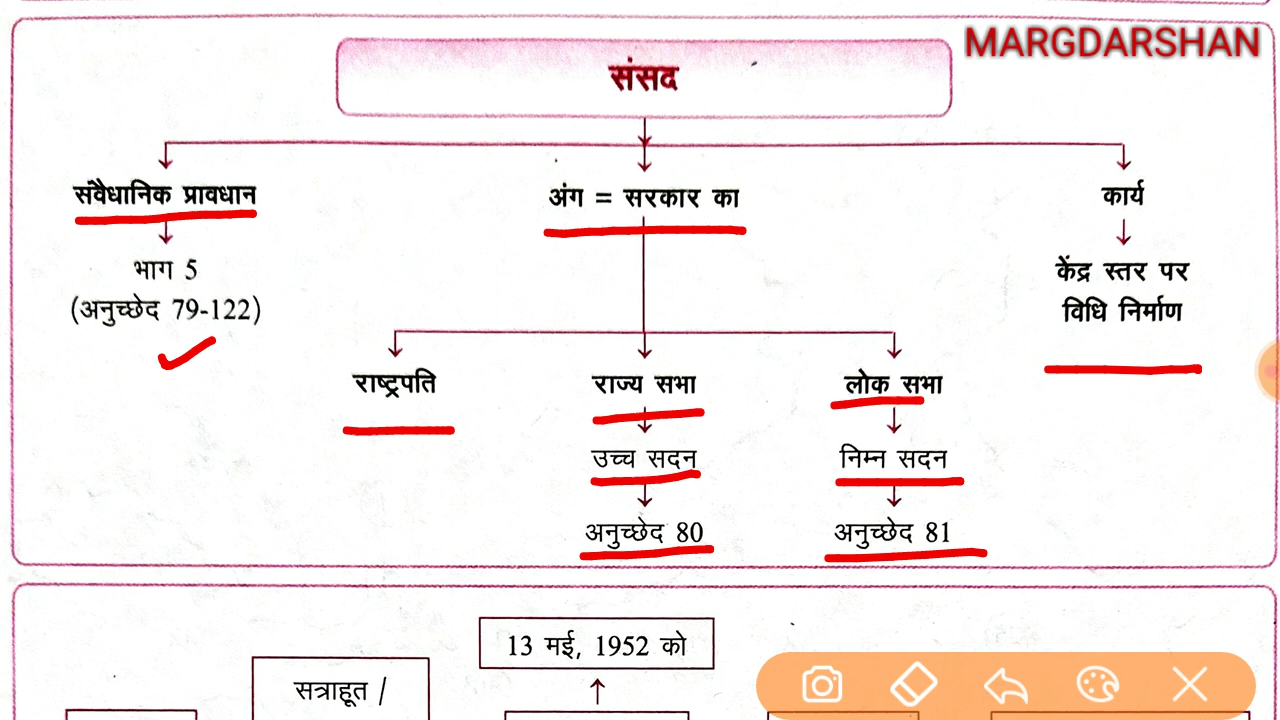 MARGDARSHAN
संसद
संवैधानिक प्रावधान
अंग = सरकार का
कार्य
भाग 5
(अनुच्छेद 79-122)
केंद्र स्तर पर
विधि निर्माण
राष्ट्रपति
राज्य सभा
लोक सभा
उच्च सदन
निम्न सदन
अनुच्छेद 80
अनुच्छेद 81
13 मई, 1952 को
सत्राहूत /